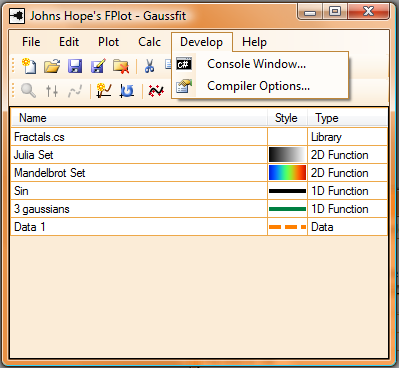 Johns Hope's FPlot - Gaussfit
File Edit Plot Calc Develop Help
C# Console Window...
Compiler Options...
Name Style Type
Fractals.cs Library
Julia Set 2D Function
Mandelbrot Set 2D Function
Sin 1D Function
3 gaussians 1D Function
Data 1 Data